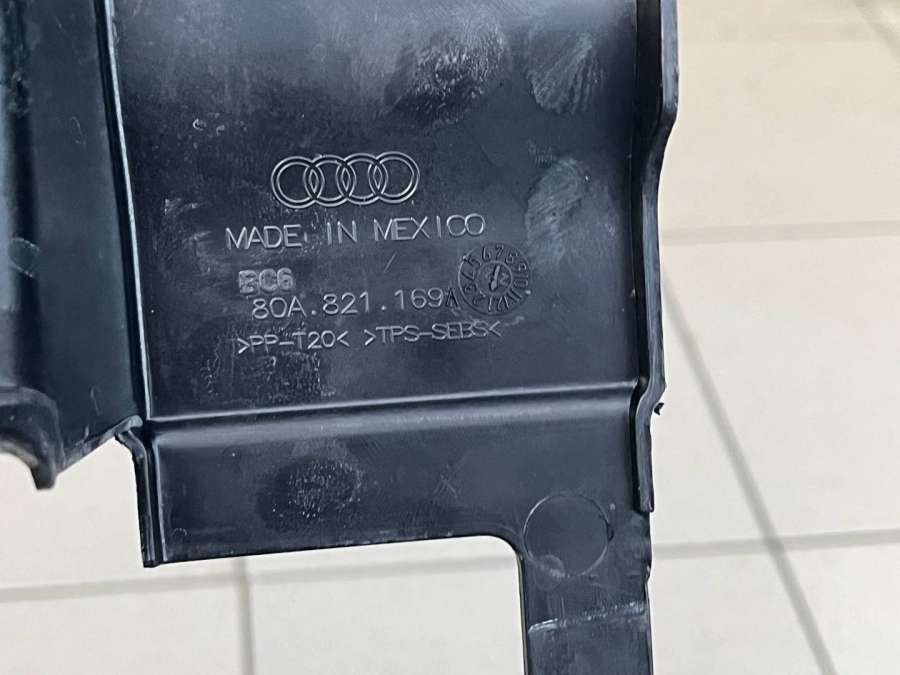 MADE IN MEXICO
BC6
80A.821.169A
>PP-T20< >TPS-SEBS<